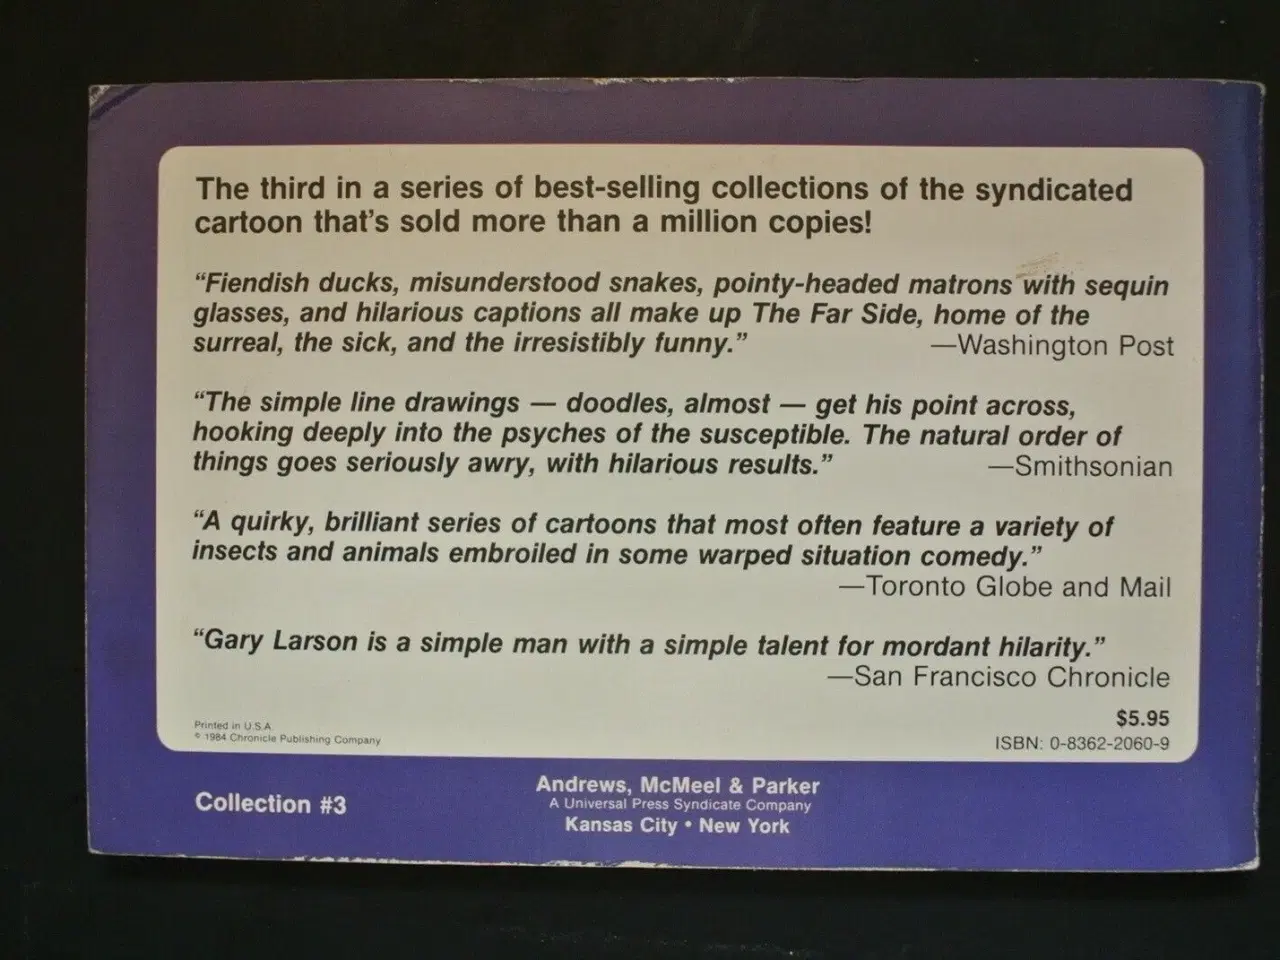 The third in a series of best-selling collections of the syndicated
cartoon that's sold more than a million copies!
“Fiendish ducks, misunderstood snakes, pointy-headed matrons with sequin
glasses, and hilarious captions all make up The Far Side, home of the
surreal, the sick, and the irresistibly funny.” —Washington Post
“The simple line drawings — doodles, almost — get his point across,
hooking deeply into the psyches of the susceptible. The natural order of
things goes seriously awry, with hilarious results.” —Smithsonian
“A quirky, brilliant series of cartoons that most often feature a variety of
insects and animals embroiled in some warped situation comedy.”
—Toronto Globe and Mail
“Gary Larson is a simple man with a simple talent for mordant hilarity.”
—San Francisco Chronicle
$5.95
Printed in U.S.A.
© 1984 Chronicle Publishing Company
ISBN: 0-8362-2060-9
Collection #3
Andrews, McMeel & Parker
A Universal Press Syndicate Company
Kansas City • New York